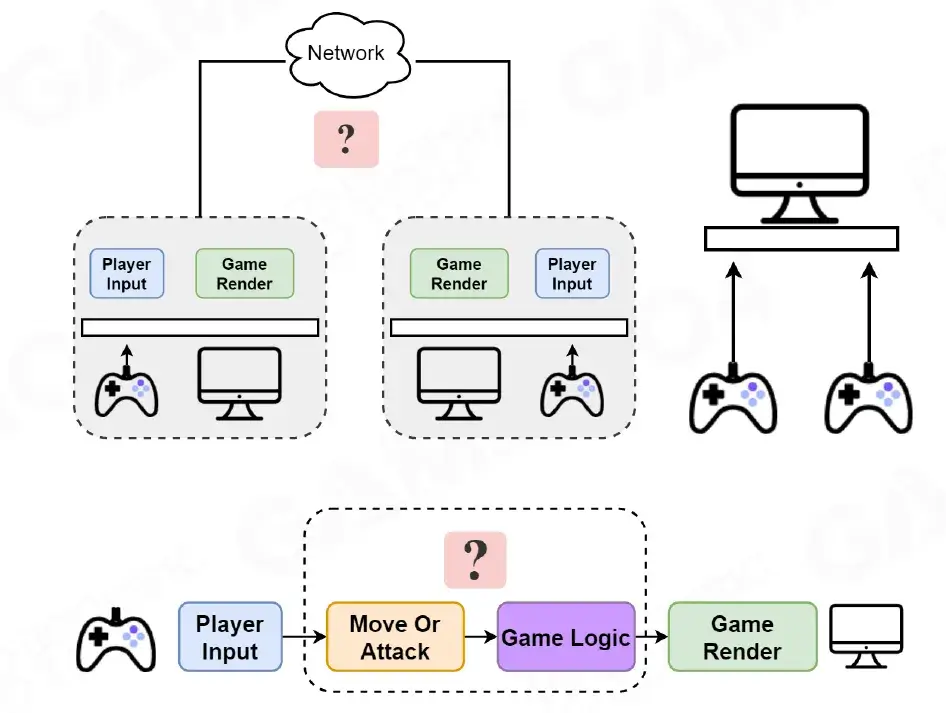 Network
?
Player
Input
Game
Render
Game
Render
Player
Input
?
Player
Input
Move Or
Attack
Game Logic
Game
Render